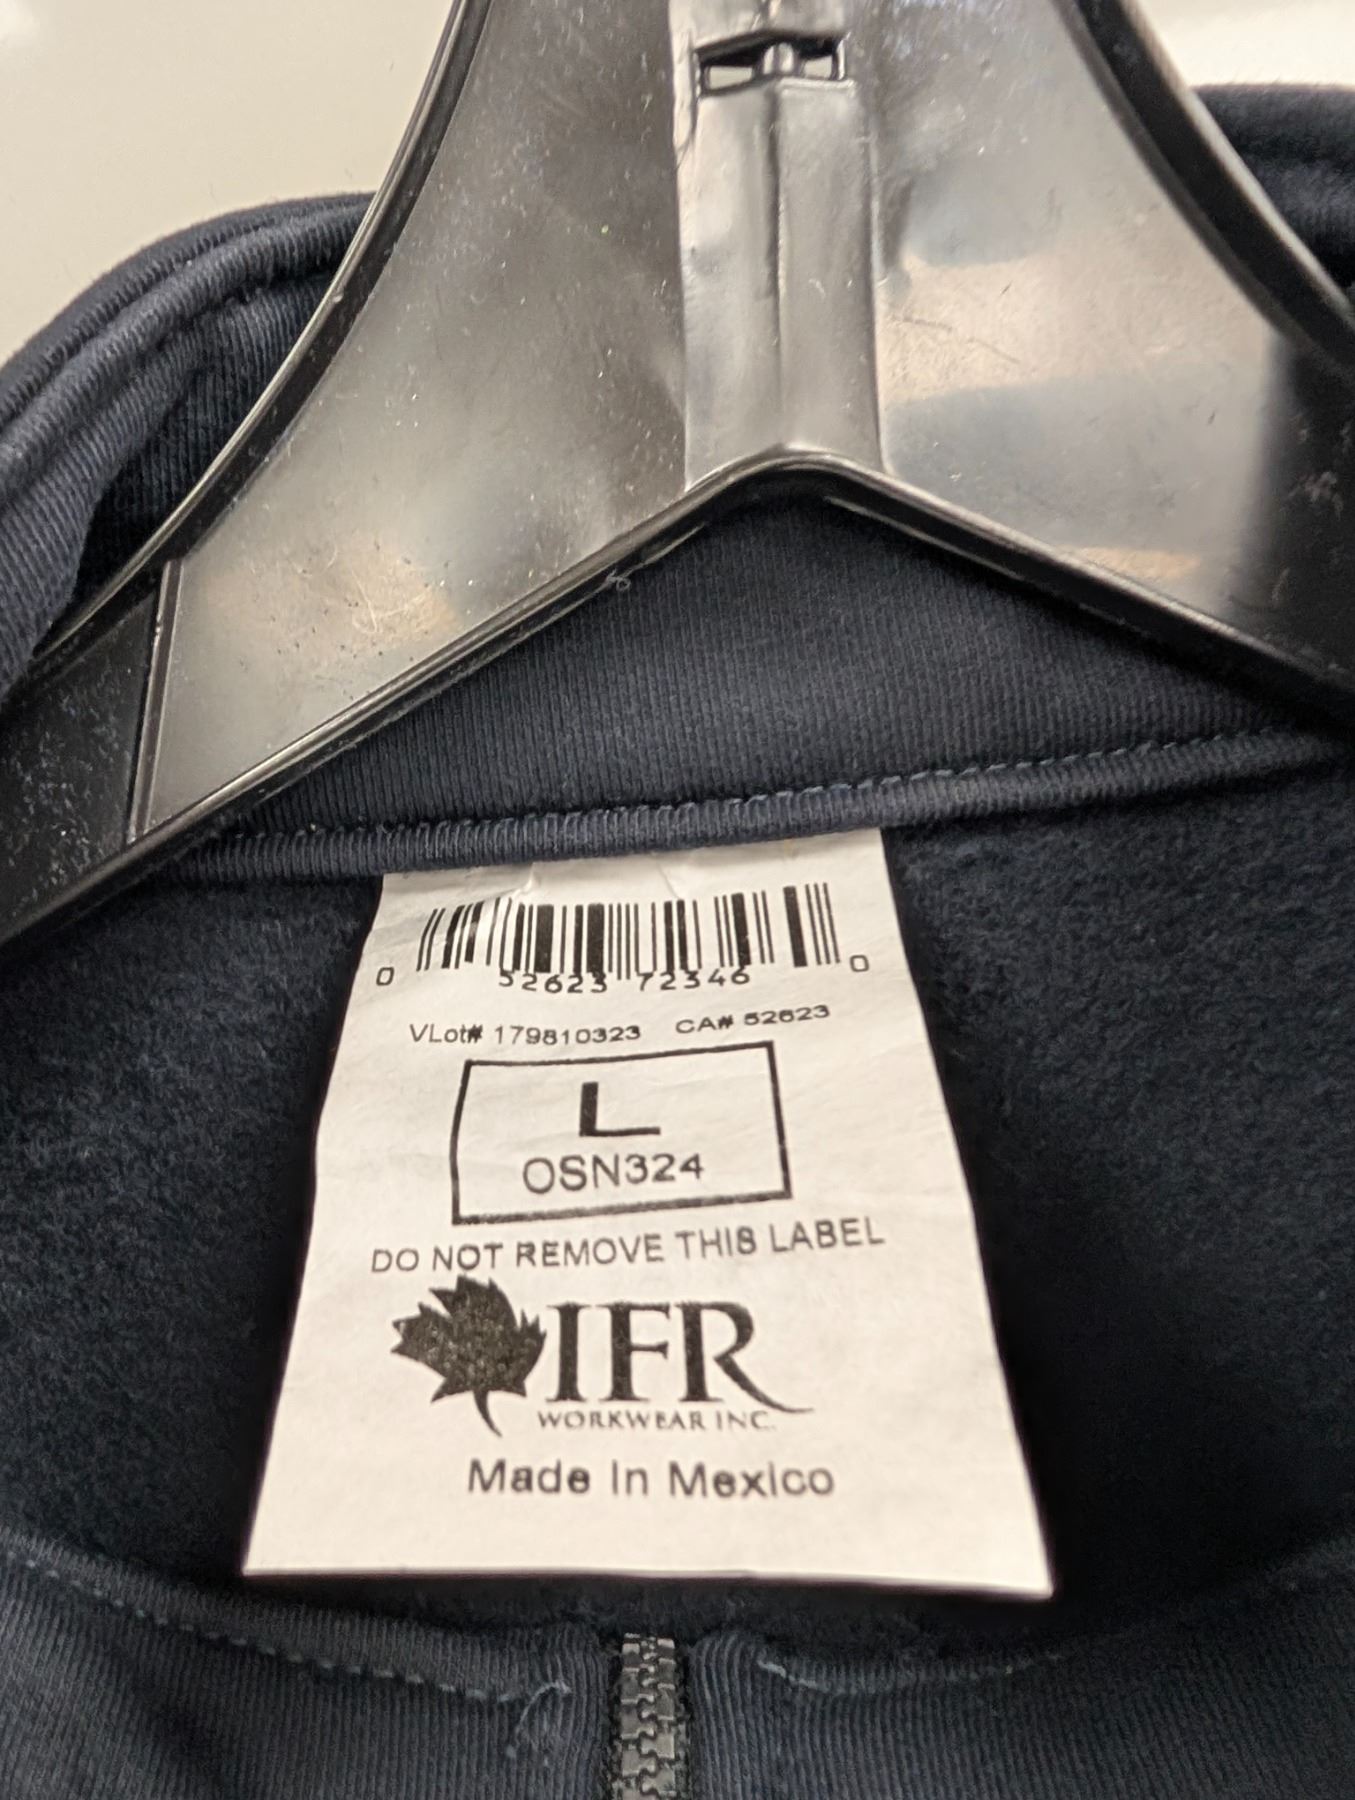 0 52623 72346 0
VLot# 179810323 CA# 52623
L
OSN324
DO NOT REMOVE THIS LABEL
IFR
WORKWEAR INC.
Made In Mexico